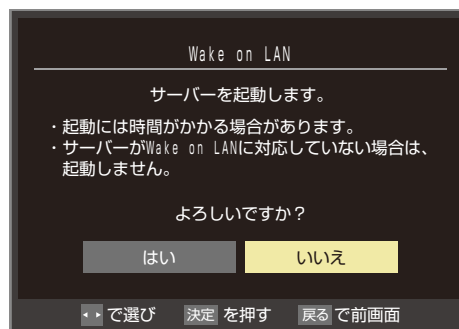 Wake on LAN
サーバーを起動します。
・起動には時間がかかる場合があります。
・サーバーがWake on LANに対応していない場合は、
起動しません。
よろしいですか？
はい いいえ
で選び 決定 を押す 戻る で前画面